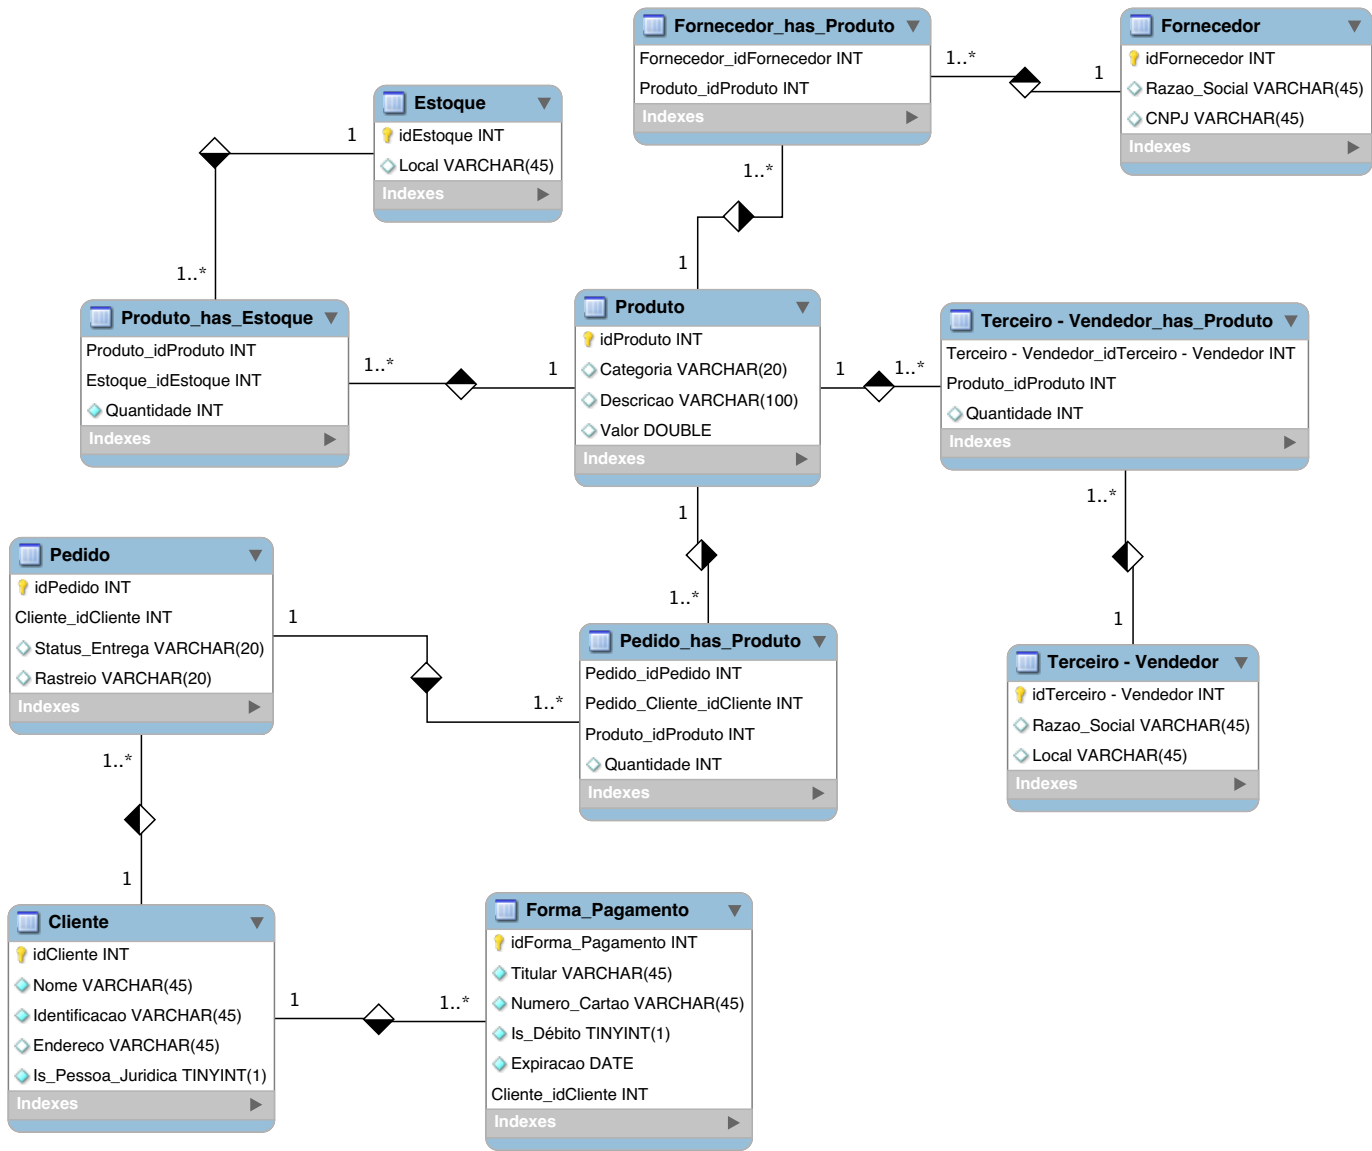 Fornecedor_has_Produto
Fornecedor_idFornecedor INT
Produto_idProduto INT
Indexes
1..*
1
Fornecedor
idFornecedor INT
Razao_Social VARCHAR(45)
CNPJ VARCHAR(45)
Indexes
Estoque
idEstoque INT
Local VARCHAR(45)
Indexes
1
1..*
1..*
1
Produto_has_Estoque
Produto_idProduto INT
Estoque_idEstoque INT
Quantidade INT
Indexes
1..*
1
Produto
idProduto INT
Categoria VARCHAR(20)
Descricao VARCHAR(100)
Valor DOUBLE
Indexes
1
1..*
Terceiro - Vendedor_has_Produto
Terceiro - Vendedor_idTerceiro - Vendedor INT
Produto_idProduto INT
Quantidade INT
Indexes
1
1..*
1..*
1
Pedido
idPedido INT
Cliente_idCliente INT
Status_Entrega VARCHAR(20)
Rastreio VARCHAR(20)
Indexes
1
1..*
Pedido_has_Produto
Pedido_idPedido INT
Pedido_Cliente_idCliente INT
Produto_idProduto INT
Quantidade INT
Indexes
Terceiro - Vendedor
idTerceiro - Vendedor INT
Razao_Social VARCHAR(45)
Local VARCHAR(45)
Indexes
1..*
1
Cliente
idCliente INT
Nome VARCHAR(45)
Identificacao VARCHAR(45)
Endereco VARCHAR(45)
Is_Pessoa_Juridica TINYINT(1)
Indexes
1
1..*
Forma_Pagamento
idForma_Pagamento INT
Titular VARCHAR(45)
Numero_Cartao VARCHAR(45)
Is_Débito TINYINT(1)
Expiracao DATE
Cliente_idCliente INT
Indexes